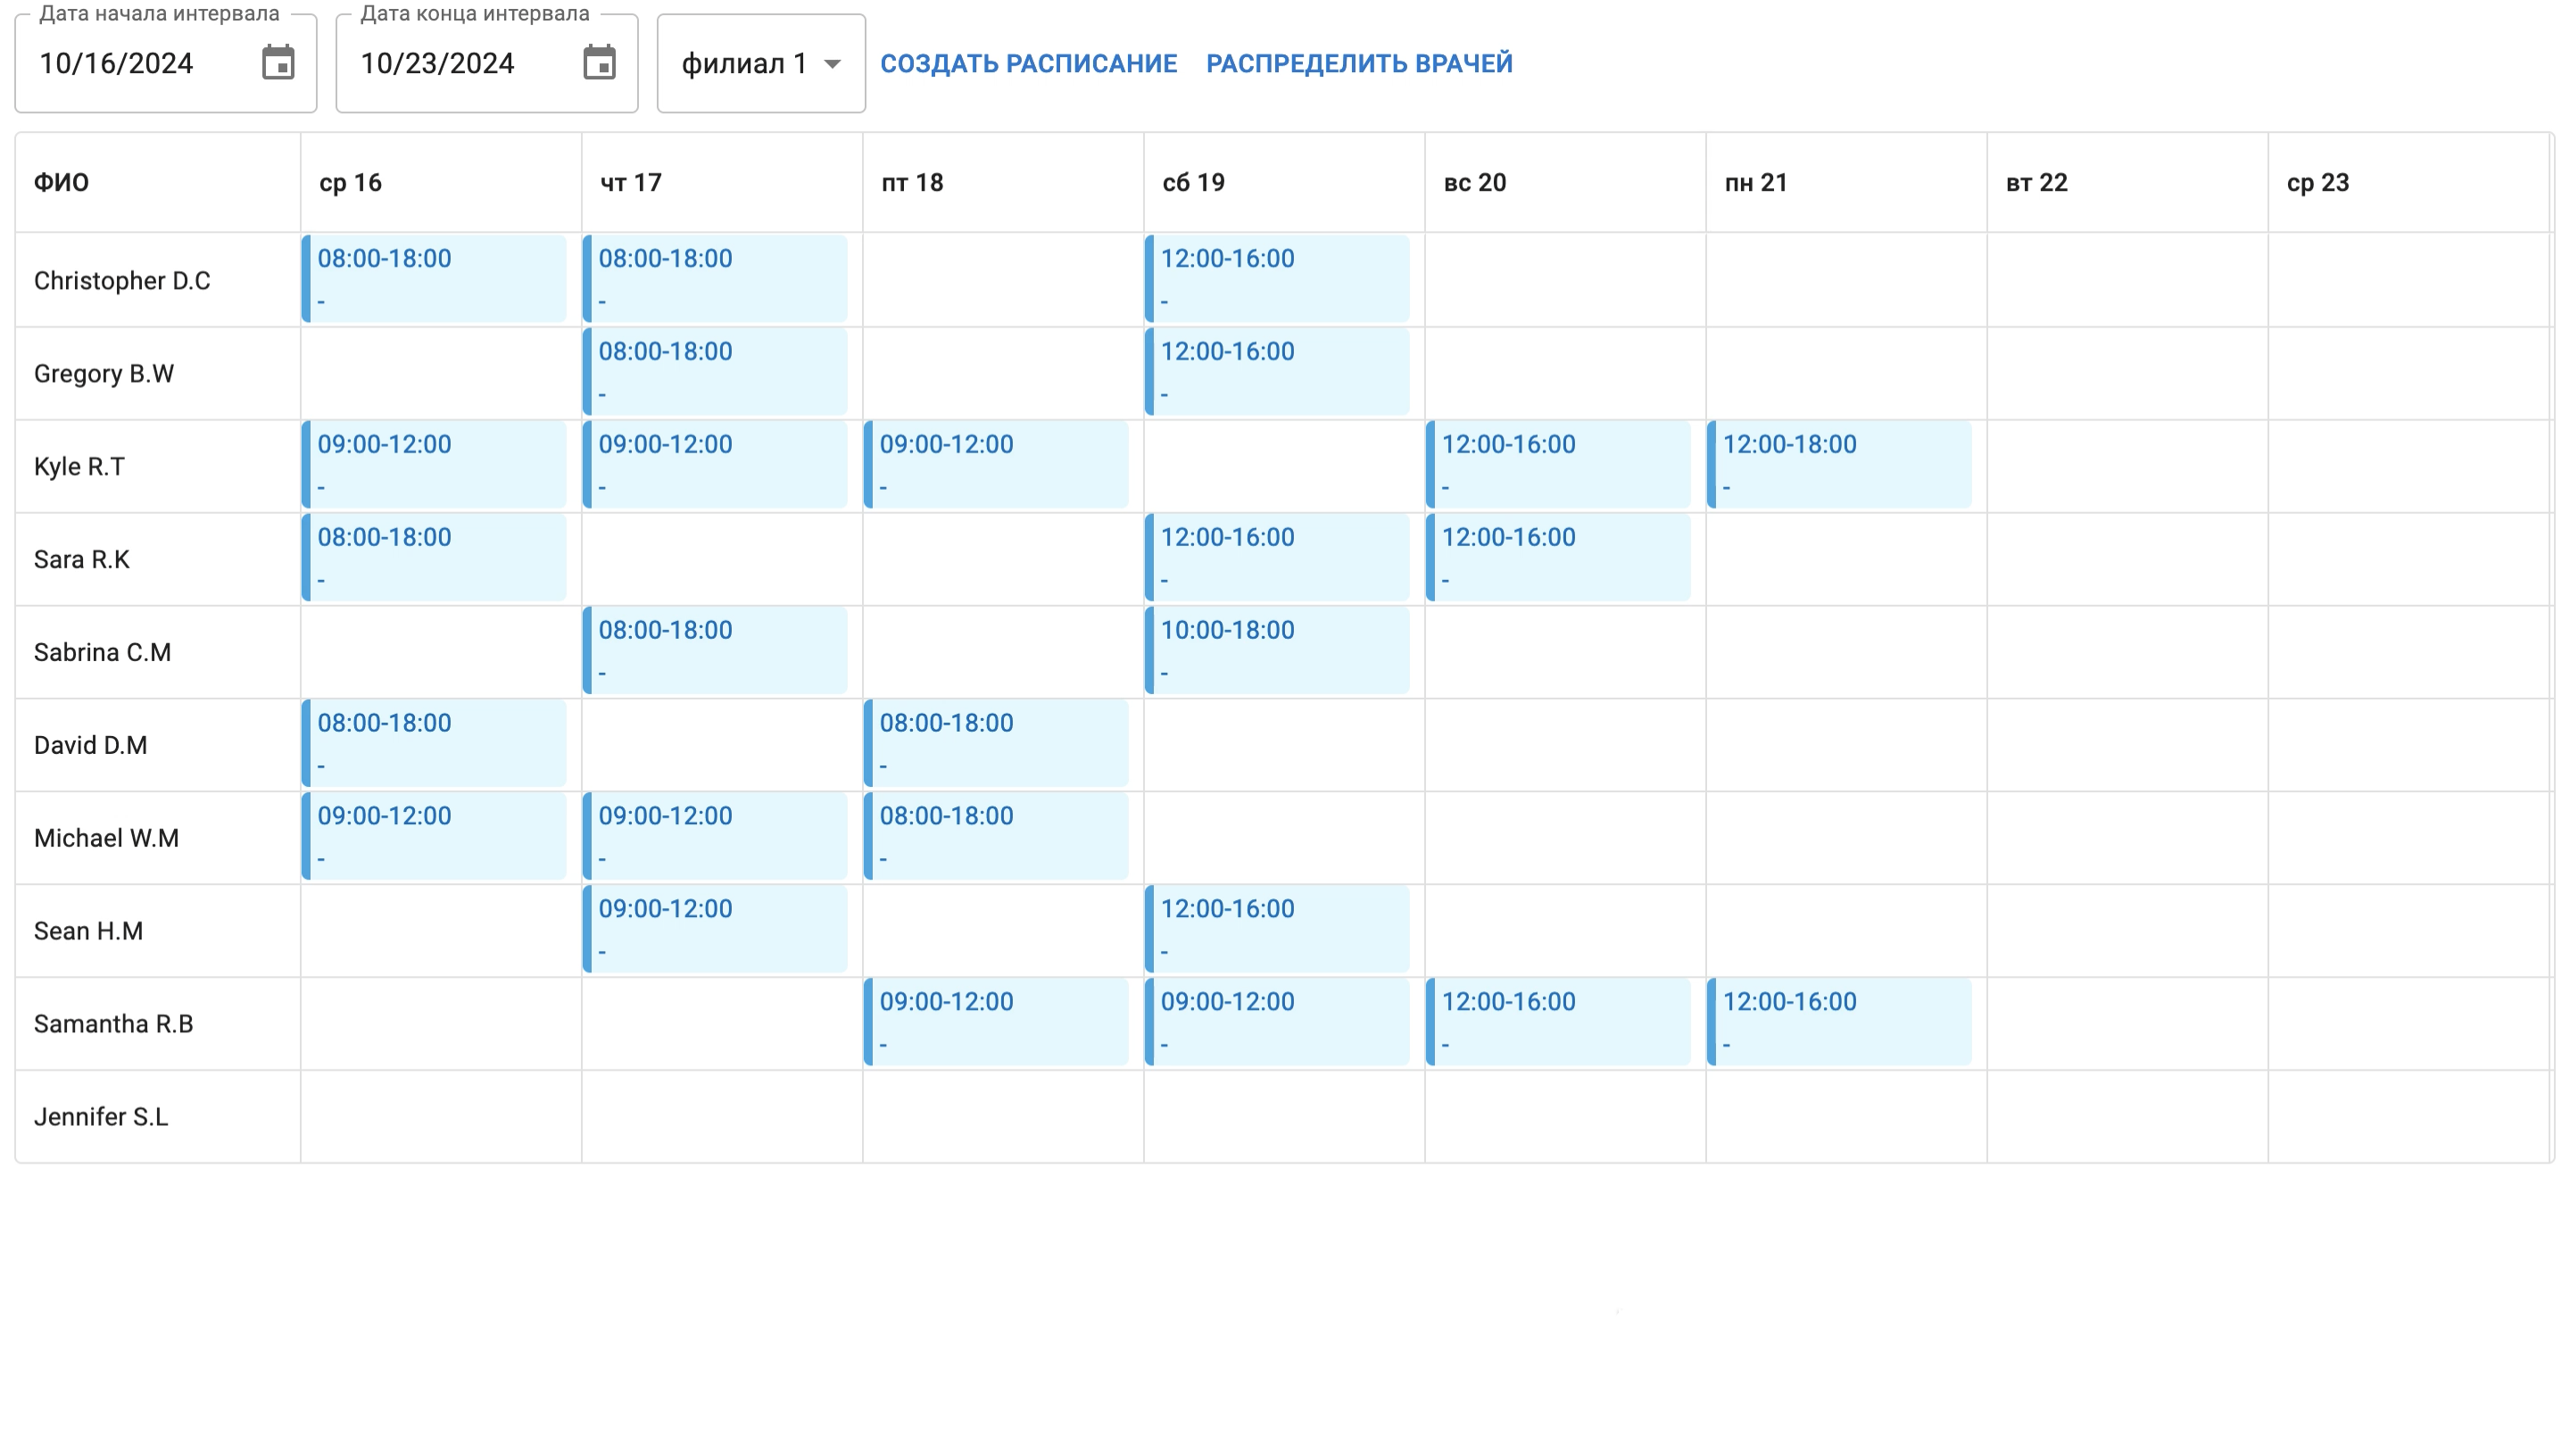 Дата начала интервала Дата конца интервала
10/16/2024 10/23/2024 филиал 1 СОЗДАТЬ РАСПИСАНИЕ РАСПРЕДЕЛИТЬ ВРАЧЕЙ
ФИО ср 16 чт 17 пт 18 сб 19 вс 20 пн 21 вт 22 ср 23
Christopher D.C 08:00-18:00 08:00-18:00 12:00-16:00
- - -
Gregory B.W 08:00-18:00 12:00-16:00
- -
Kyle R.T 09:00-12:00 09:00-12:00 09:00-12:00 12:00-16:00 12:00-18:00
- - - - -
Sara R.K 08:00-18:00 12:00-16:00 12:00-16:00
- - -
Sabrina C.M 08:00-18:00 10:00-18:00
- -
David D.M 08:00-18:00 08:00-18:00
- -
Michael W.M 09:00-12:00 09:00-12:00 08:00-18:00
- - -
Sean H.M 09:00-12:00 12:00-16:00
- -
Samantha R.B 09:00-12:00 09:00-12:00 12:00-16:00 12:00-16:00
- - - -
Jennifer S.L